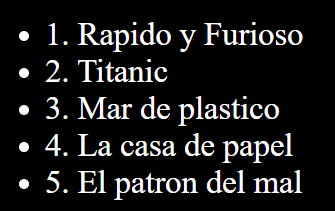 • 1. Rapido y Furioso
• 2. Titanic
• 3. Mar de plastico
• 4. La casa de papel
• 5. El patron del mal